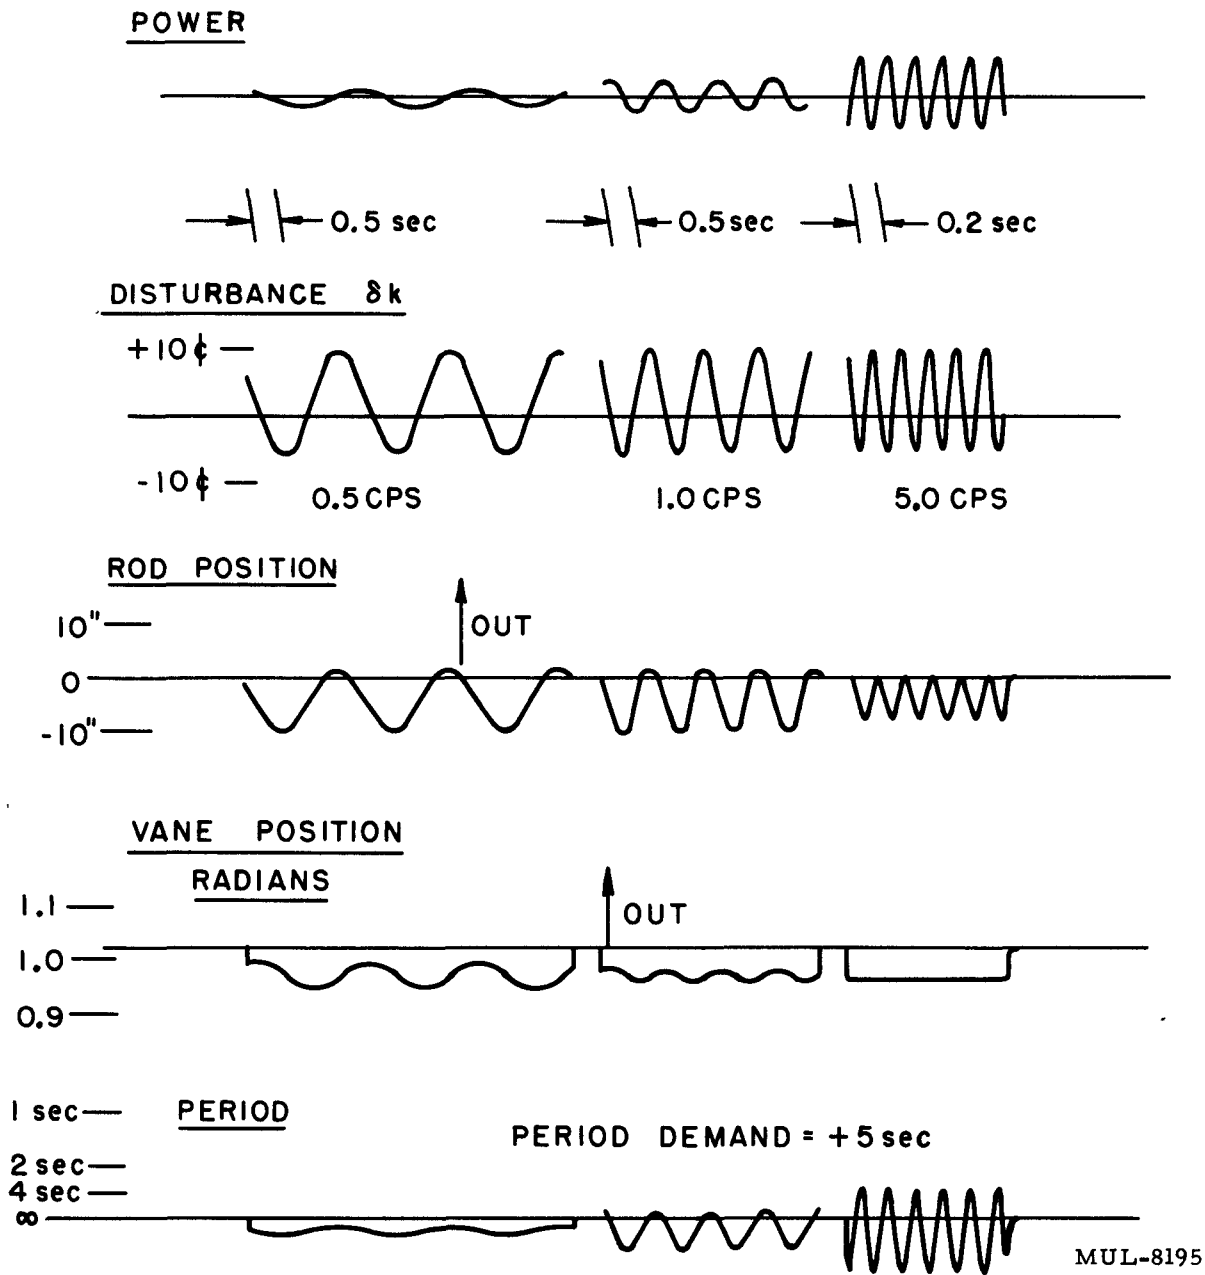 POWER
0.5 sec 0.5 sec 0.2 sec
DISTURBANCE δk
+10¢
-10¢
0.5 CPS 1.0 CPS 5.0 CPS
ROD POSITION
10"
OUT
0
-10"
VANE POSITION
RADIANS
1.1
OUT
1.0
0.9
1 sec
PERIOD
PERIOD DEMAND = +5 sec
2 sec
4 sec
∞
MUL-8195